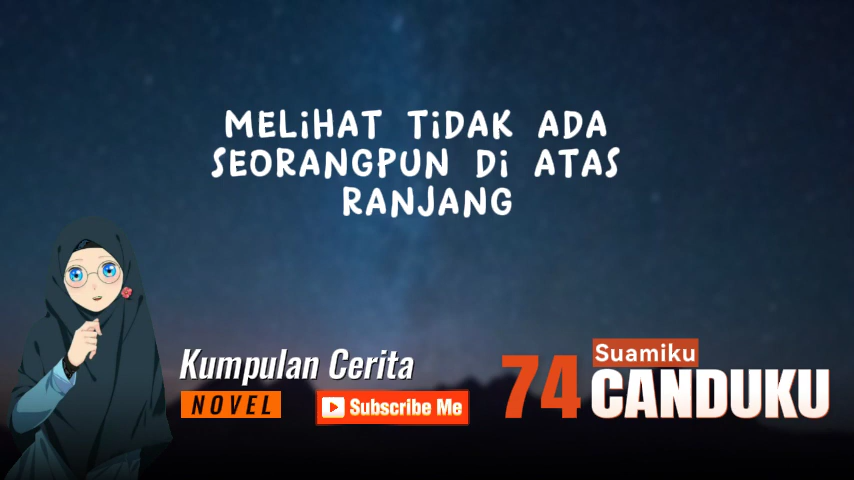 MELiHAT TiDAK ADA
SEORANGPUN Di ATAS
RANJANG
Kumpulan Cerita
NOVEL
Subscribe Me
74
Suamiku
CANDUKU